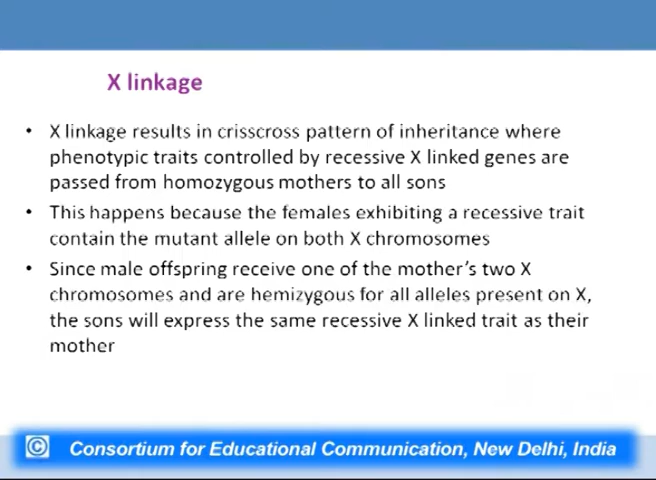 X linkage
• X linkage results in crisscross pattern of inheritance where
phenotypic traits controlled by recessive X linked genes are
passed from homozygous mothers to all sons
• This happens because the females exhibiting a recessive trait
contain the mutant allele on both X chromosomes
• Since male offspring receive one of the mother's two X
chromosomes and are hemizygous for all alleles present on X,
the sons will express the same recessive X linked trait as their
mother
© Consortium for Educational Communication, New Delhi, India